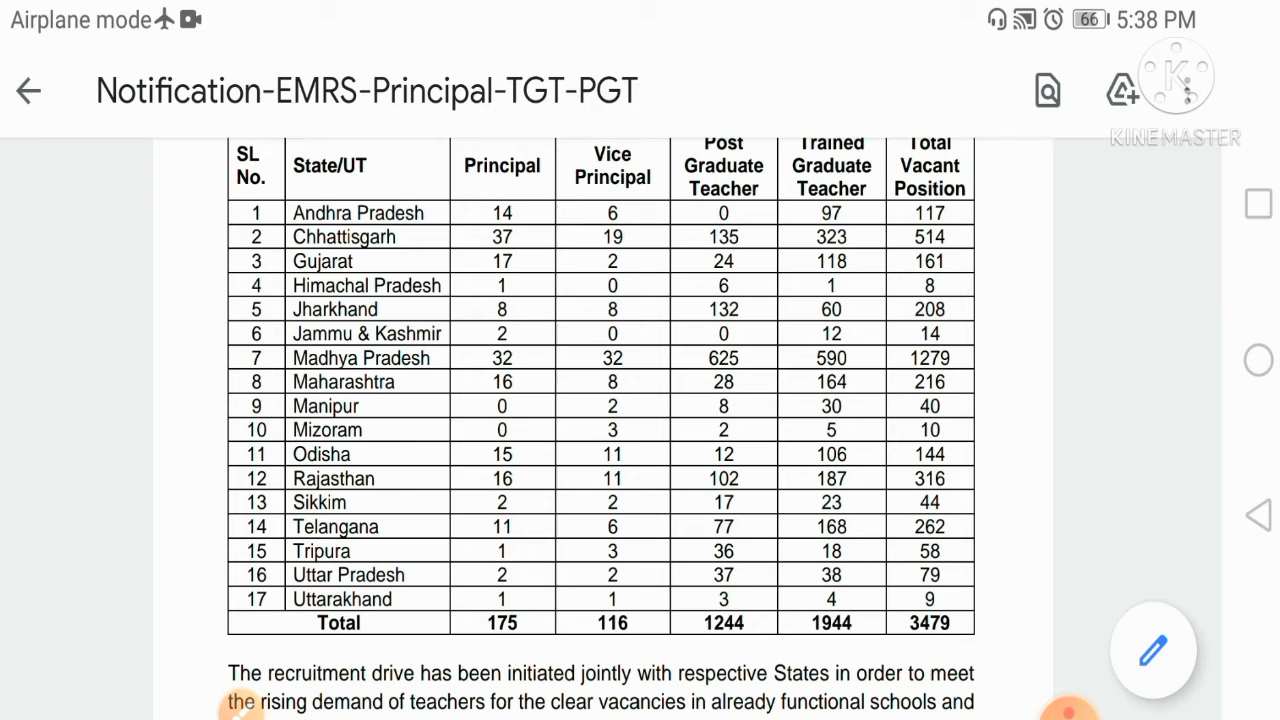 Airplane mode 66 5:38 PM
Notification-EMRS-Principal-TGT-PGT
K
KINEMASTER
SL No. State/UT Principal Vice Principal Post Graduate Teacher Trained Graduate Teacher Total Vacant Position
1 Andhra Pradesh 14 6 0 97 117
2 Chhattisgarh 37 19 135 323 514
3 Gujarat 17 2 24 118 161
4 Himachal Pradesh 1 0 6 1 8
5 Jharkhand 8 8 132 60 208
6 Jammu & Kashmir 2 0 0 12 14
7 Madhya Pradesh 32 32 625 590 1279
8 Maharashtra 16 8 28 164 216
9 Manipur 0 2 8 30 40
10 Mizoram 0 3 2 5 10
11 Odisha 15 11 12 106 144
12 Rajasthan 16 11 102 187 316
13 Sikkim 2 2 17 23 44
14 Telangana 11 6 77 168 262
15 Tripura 1 3 36 18 58
16 Uttar Pradesh 2 2 37 38 79
17 Uttarakhand 1 1 3 4 9
Total 175 116 1244 1944 3479
The recruitment drive has been initiated jointly with respective States in order to meet
the rising demand of teachers for the clear vacancies in already functional schools and